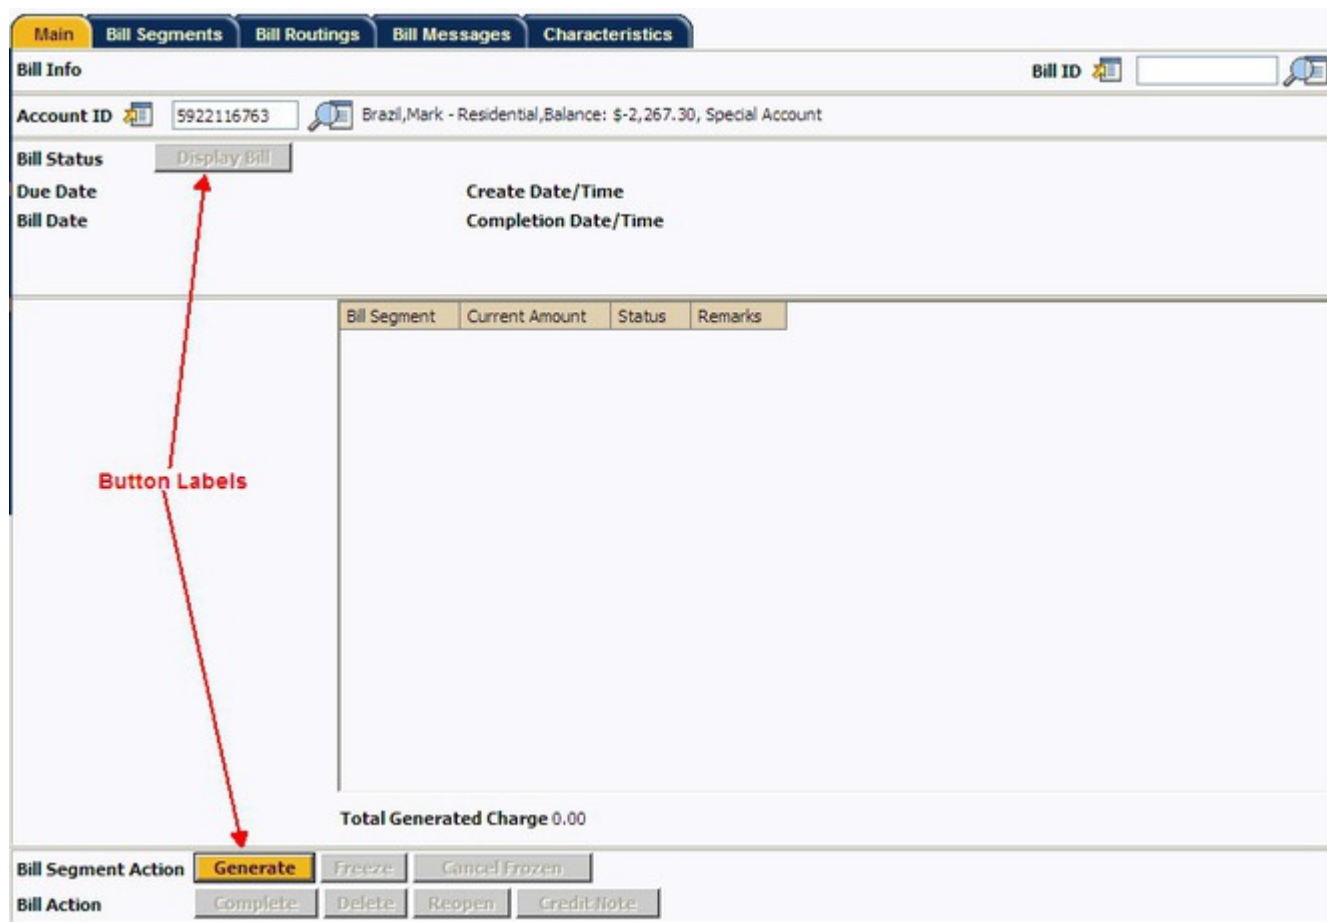 Main Bill Segments Bill Routings Bill Messages Characteristics
Bill Info Bill ID
Account ID 5922116763 Brazil,Mark - Residential,Balance: $-2,267.30, Special Account
Bill Status Display Bill
Due Date Create Date/Time
Bill Date Completion Date/Time
Bill Segment Current Amount Status Remarks
Button Labels
Total Generated Charge 0.00
Bill Segment Action Generate Freeze Cancel Frozen
Bill Action Complete Delete Reopen Credit Note